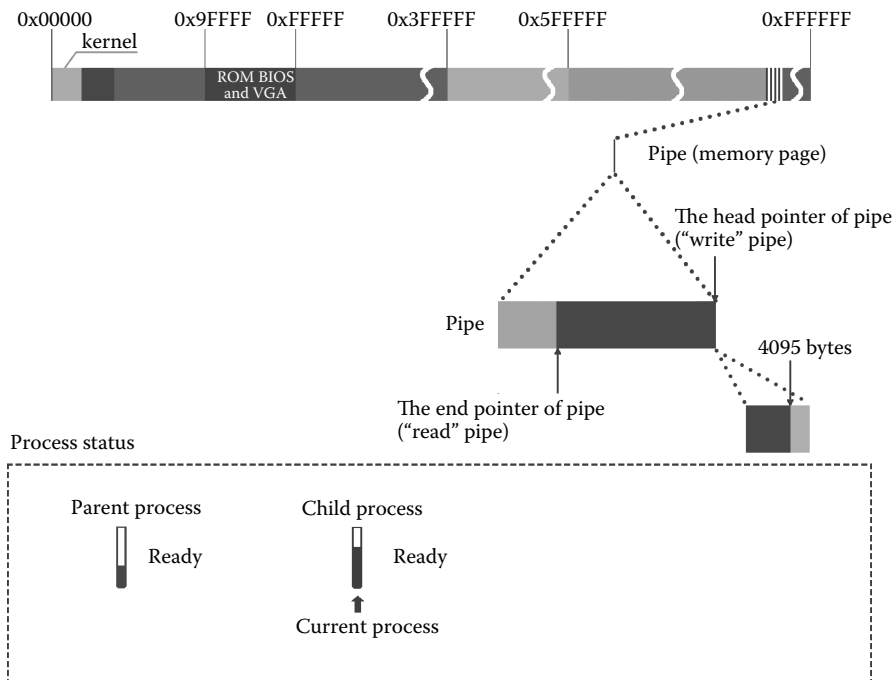 0x00000 0x9FFFF 0xFFFFF 0x3FFFFF 0x5FFFFF 0xFFFFFF
kernel
ROM BIOS
and VGA
Pipe (memory page)
The head pointer of pipe
(“write” pipe)
Pipe
4095 bytes
The end pointer of pipe
(“read” pipe)
Process status
Parent process Child process
Ready Ready
Current process